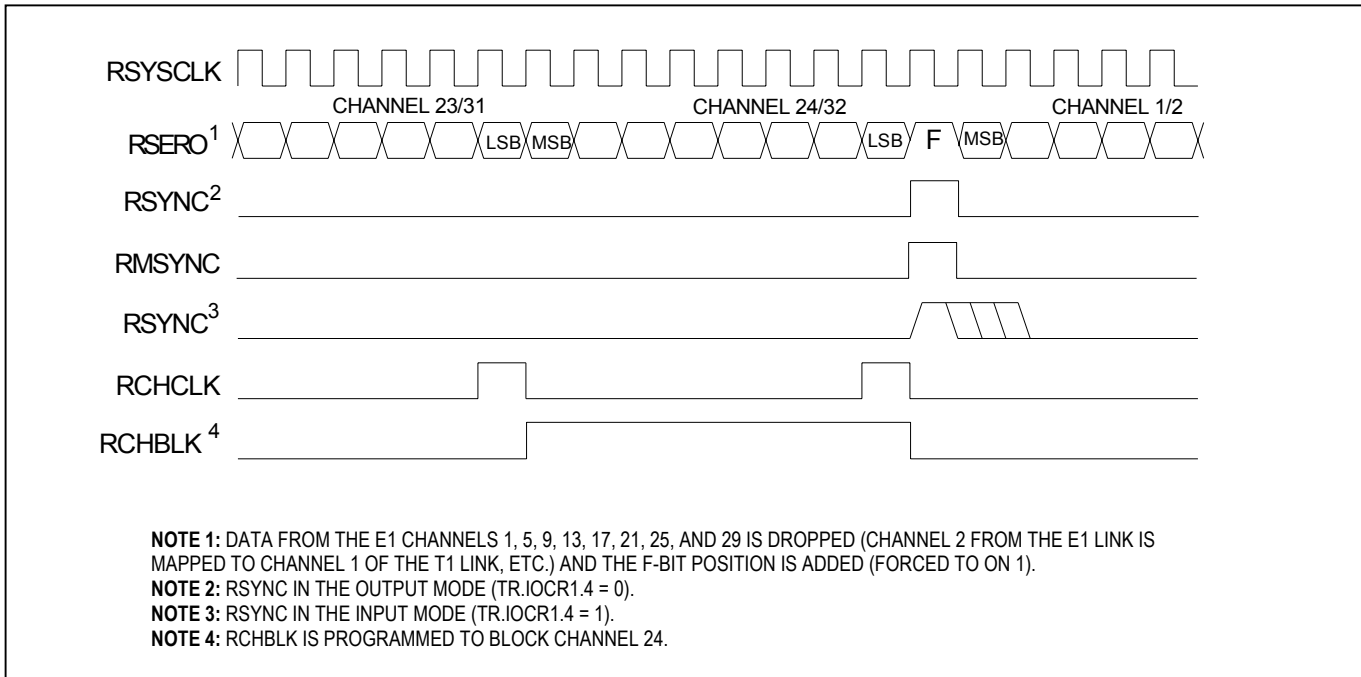 RSYSCLK
CHANNEL 23/31 CHANNEL 24/32 CHANNEL 1/2
RSERO1 LSB MSB LSB F MSB
RSYNC2
RMSYNC
RSYNC3
RCHCLK
RCHBLK 4
NOTE 1: DATA FROM THE E1 CHANNELS 1, 5, 9, 13, 17, 21, 25, AND 29 IS DROPPED (CHANNEL 2 FROM THE E1 LINK IS
MAPPED TO CHANNEL 1 OF THE T1 LINK, ETC.) AND THE F-BIT POSITION IS ADDED (FORCED TO ON 1).
NOTE 2: RSYNC IN THE OUTPUT MODE (TR.IOCR1.4 = 0).
NOTE 3: RSYNC IN THE INPUT MODE (TR.IOCR1.4 = 1).
NOTE 4: RCHBLK IS PROGRAMMED TO BLOCK CHANNEL 24.